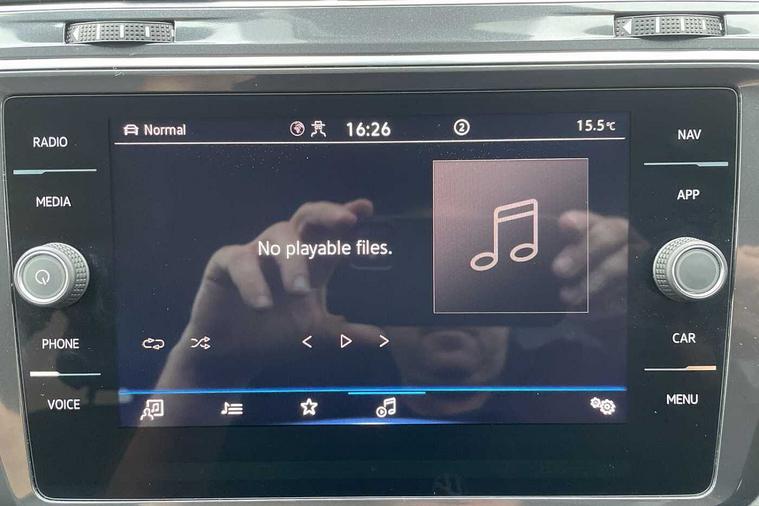 RADIO
MEDIA
PHONE
VOICE
Normal
16:26
2
15.5°C
No playable files.
NAV
APP
CAR
MENU